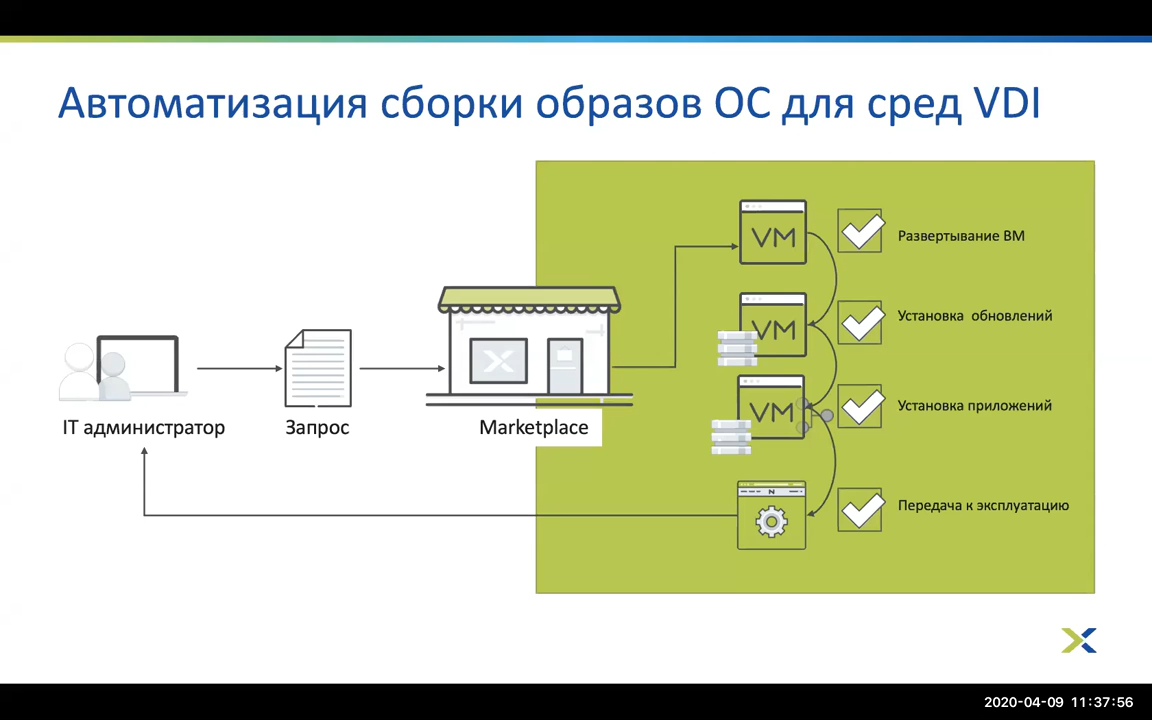 Автоматизация сборки образов ОС для сред VDI
VM
Развертывание ВМ
VM
Установка обновлений
VM
Установка приложений
IT администратор
Запрос
Marketplace
N
Передача к эксплуатацию
2020-04-09 11:37:56